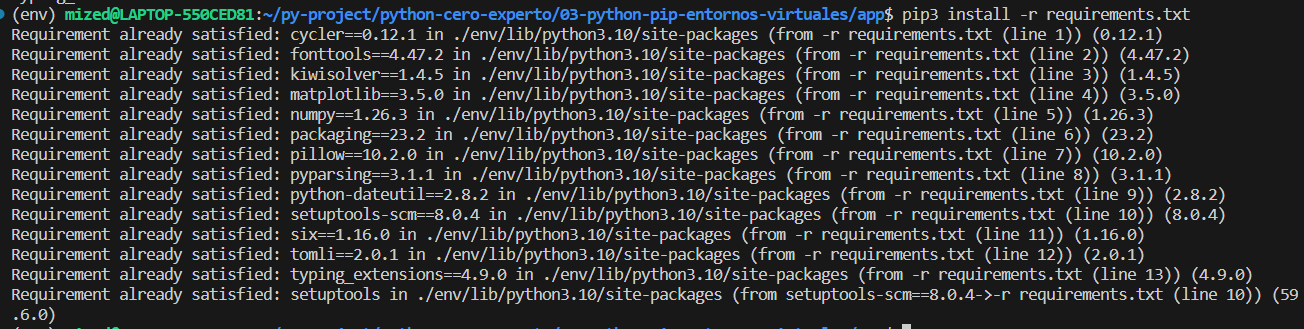 (env) mized@LAPTOP-550CED81:~/py-project/python-cero-experto/03-python-pip-entornos-virtuales/app$ pip3 install -r requirements.txt
Requirement already satisfied: cycler==0.12.1 in ./env/lib/python3.10/site-packages (from -r requirements.txt (line 1)) (0.12.1)
Requirement already satisfied: fonttools==4.47.2 in ./env/lib/python3.10/site-packages (from -r requirements.txt (line 2)) (4.47.2)
Requirement already satisfied: kiwisolver==1.4.5 in ./env/lib/python3.10/site-packages (from -r requirements.txt (line 3)) (1.4.5)
Requirement already satisfied: matplotlib==3.5.0 in ./env/lib/python3.10/site-packages (from -r requirements.txt (line 4)) (3.5.0)
Requirement already satisfied: numpy==1.26.3 in ./env/lib/python3.10/site-packages (from -r requirements.txt (line 5)) (1.26.3)
Requirement already satisfied: packaging==23.2 in ./env/lib/python3.10/site-packages (from -r requirements.txt (line 6)) (23.2)
Requirement already satisfied: pillow==10.2.0 in ./env/lib/python3.10/site-packages (from -r requirements.txt (line 7)) (10.2.0)
Requirement already satisfied: pyparsing==3.1.1 in ./env/lib/python3.10/site-packages (from -r requirements.txt (line 8)) (3.1.1)
Requirement already satisfied: python-dateutil==2.8.2 in ./env/lib/python3.10/site-packages (from -r requirements.txt (line 9)) (2.8.2)
Requirement already satisfied: setuptools-scm==8.0.4 in ./env/lib/python3.10/site-packages (from -r requirements.txt (line 10)) (8.0.4)
Requirement already satisfied: six==1.16.0 in ./env/lib/python3.10/site-packages (from -r requirements.txt (line 11)) (1.16.0)
Requirement already satisfied: tomli==2.0.1 in ./env/lib/python3.10/site-packages (from -r requirements.txt (line 12)) (2.0.1)
Requirement already satisfied: typing_extensions==4.9.0 in ./env/lib/python3.10/site-packages (from -r requirements.txt (line 13)) (4.9.0)
Requirement already satisfied: setuptools in ./env/lib/python3.10/site-packages (from setuptools-scm==8.0.4->-r requirements.txt (line 10)) (59
.6.0)